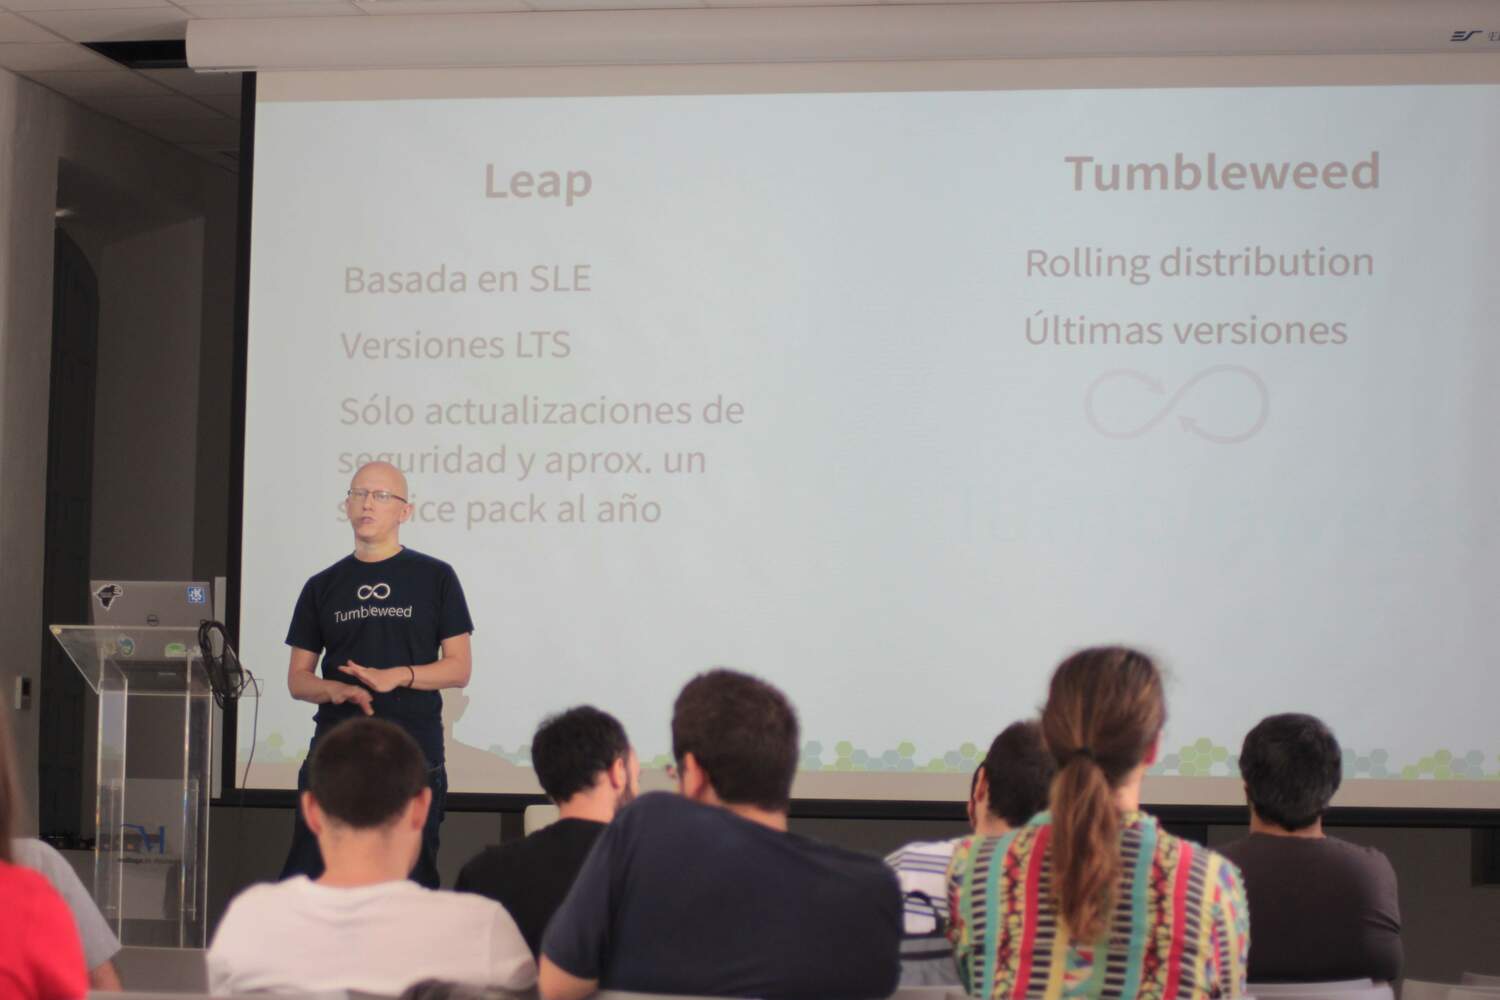 Leap
Basada en SLE
Versiones LTS
Sólo actualizaciones de
seguridad y aprox. un
pack al año
Tumbleweed
Rolling distribution
Últimas versiones
Tumbleweed